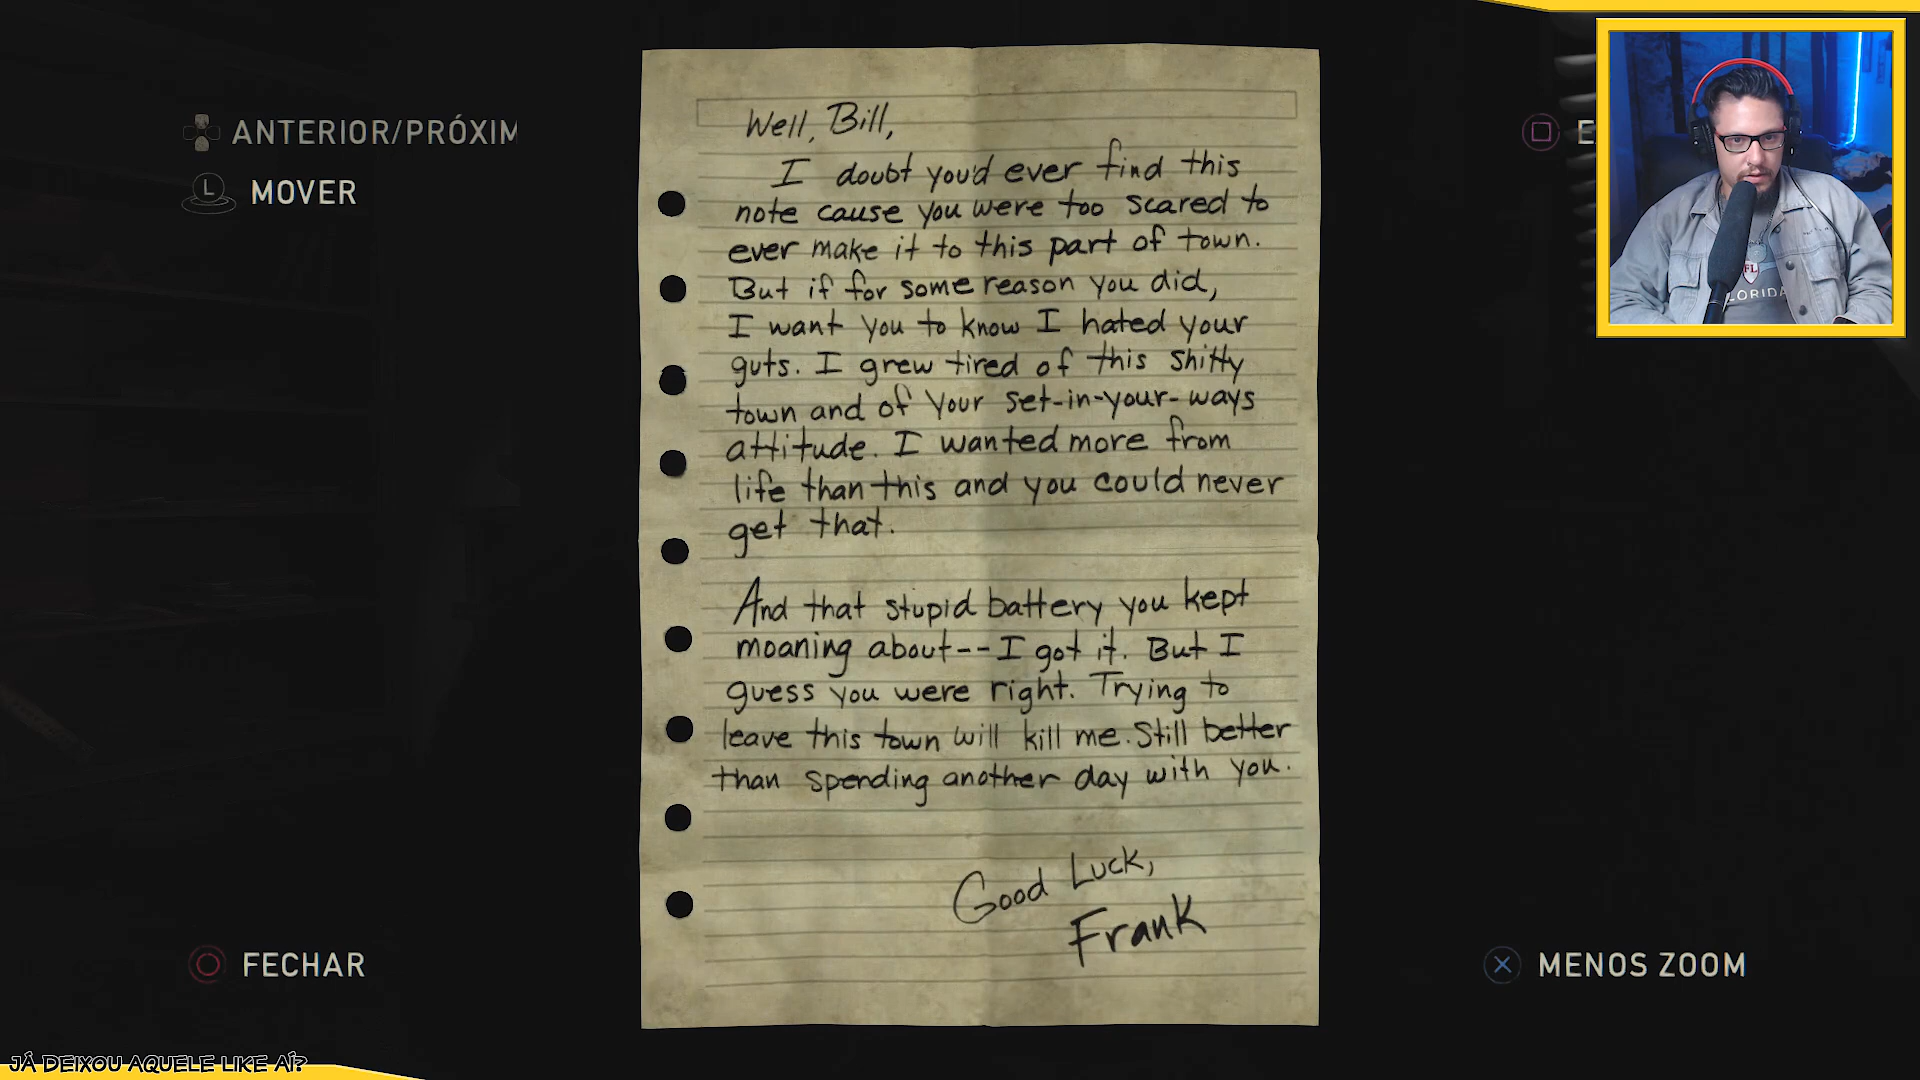 ANTERIOR/PRÓXIM
L MOVER
Well, Bill,
I doubt you'd ever find this
note cause you were too scared to
ever make it to this part of town.
But if for some reason you did,
I want you to know I hated your
guts. I grew tired of this shitty
town and of your set-in-your-ways
attitude. I wanted more from
life than this and you could never
get that.
And that stupid battery you kept
moaning about--I got it. But I
guess you were right. Trying to
leave this town will kill me. Still better
than spending another day with you.
Good Luck,
Frank
E
FL
LORIDA
FECHAR
MENOS ZOOM
JÁ DEIXOU AQUELE LIKE AÍ?